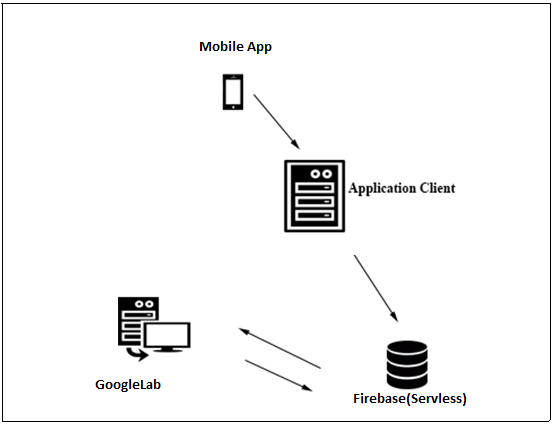 Mobile App
Application Client
GoogleLab
Firebase(Servless)